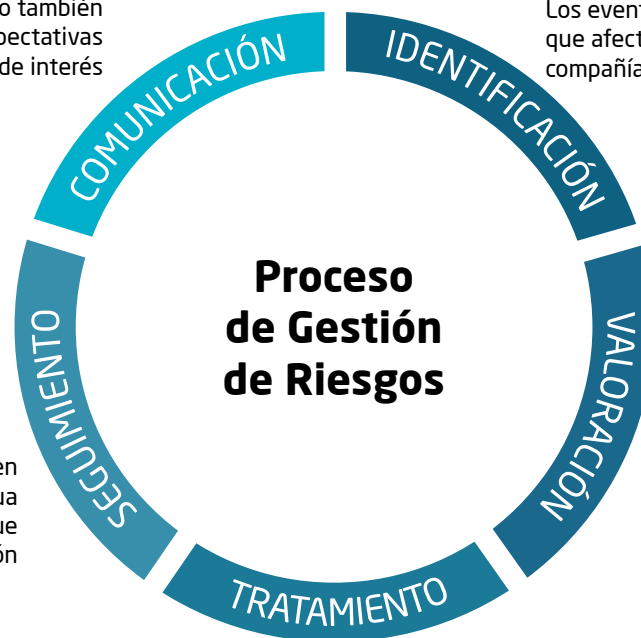 o también
pectativas
de interés
Los event
que afect
compañía
COMUNICACIÓN
IDENTIFICACIÓN
Proceso
de Gestión
de Riesgos
SEGUIMIENTO
VALORACIÓN
en
ua
ue
ón
TRATAMIENTO